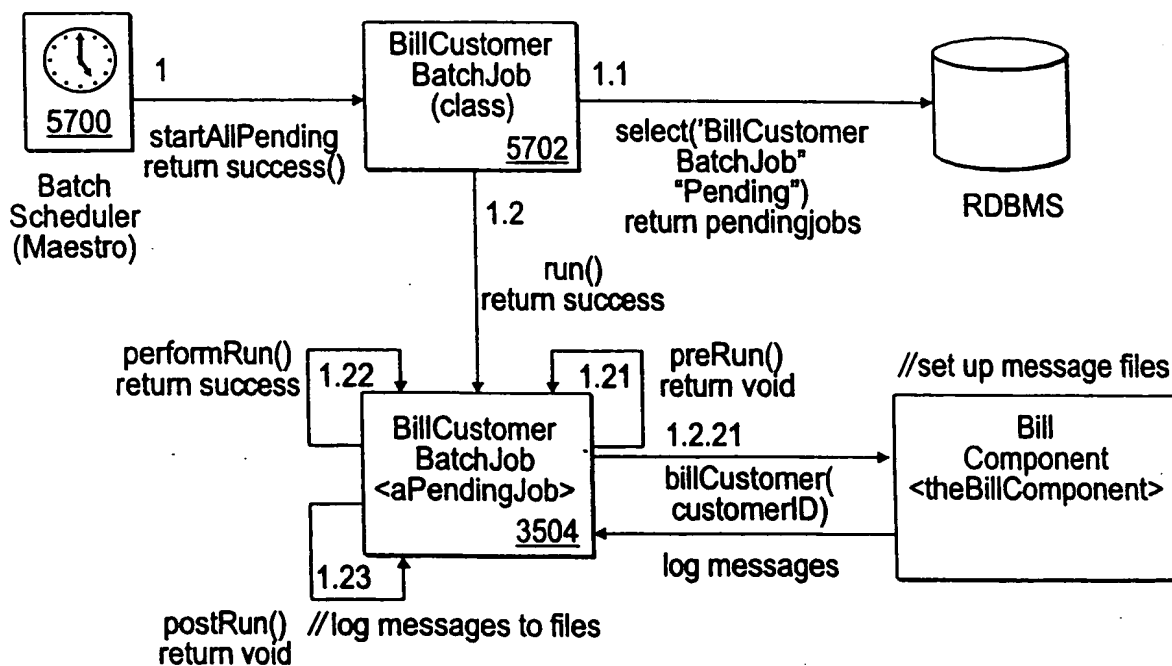 5700
Batch
Scheduler
(Maestro)
1
startAllPending
return success()
BillCustomer
BatchJob
(class)
5702
1.1
select('BillCustomer
BatchJob"
"Pending")
return pendingjobs
RDBMS
1.2
run()
return success
performRun()
return success
1.22
1.21
preRun()
return void
//set up message files
BillCustomer
BatchJob
<aPendingJob>
3504
1.2.21
billCustomer(
customerID)
log messages
Bill
Component
<theBillComponent>
1.23
postRun() //log messages to files
return void